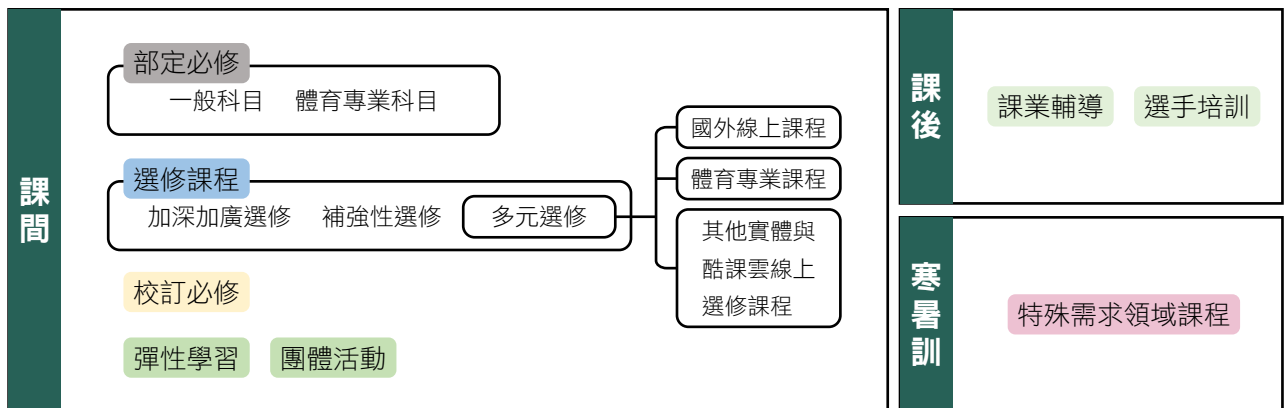 課間
部定必修
一般科目 體育專業科目
選修課程
加深加廣選修 補強性選修 多元選修
國外線上課程
體育專業課程
其他實體與
酷課雲線上
選修課程
校訂必修
彈性學習 團體活動
課後
課業輔導 選手培訓
寒暑訓
特殊需求領域課程